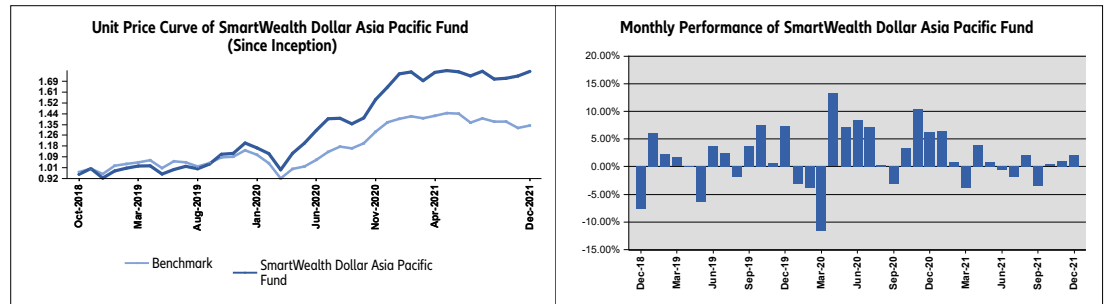 Unit Price Curve of SmartWealth Dollar Asia Pacific Fund
(Since Inception)
1.69
1.61
1.52
1.44
1.35
1.26
1.18
1.09
1.01
0.92
Oct-2018
Mar-2019
Aug-2019
Jan-2020
Jun-2020
Nov-2020
Apr-2021
Dec-2021
Benchmark
SmartWealth Dollar Asia Pacific
Fund
Monthly Performance of SmartWealth Dollar Asia Pacific Fund
20.00%
15.00%
10.00%
5.00%
0.00%
-5.00%
-10.00%
-15.00%
Dec-18
Mar-19
Jun-19
Sep-19
Dec-19
Mar-20
Jun-20
Sep-20
Dec-20
Mar-21
Jun-21
Sep-21
Dec-21